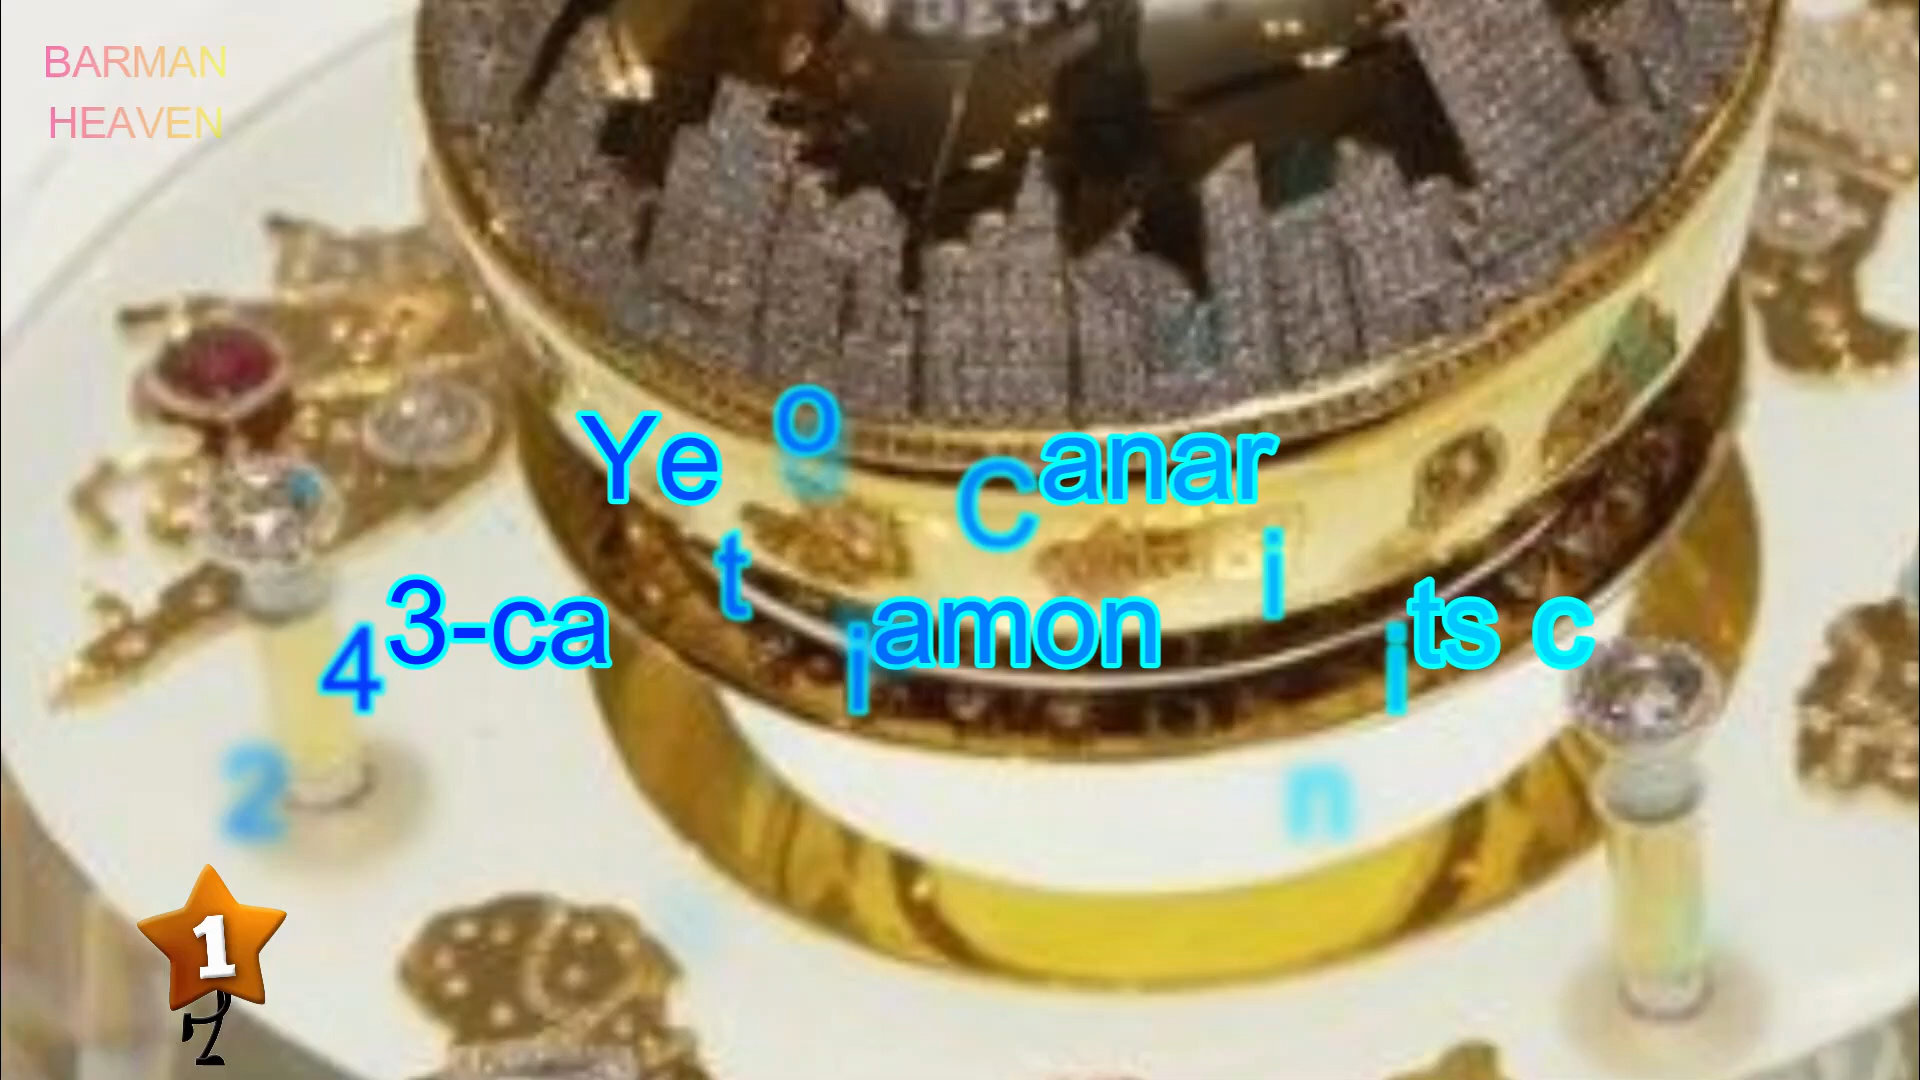 BARMAN
HEAVEN
Ye o Canar
t i
43-ca iamon its c
2 n
1